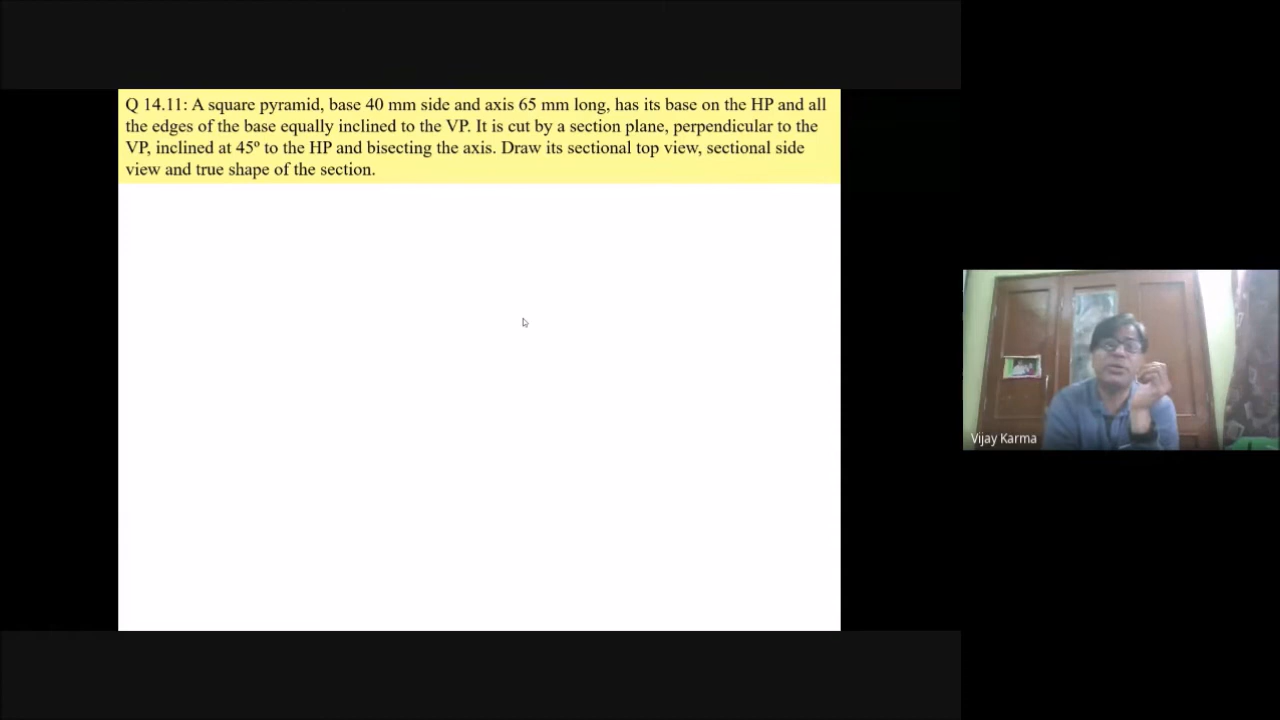 Q 14.11: A square pyramid, base 40 mm side and axis 65 mm long, has its base on the HP and all
the edges of the base equally inclined to the VP. It is cut by a section plane, perpendicular to the
VP, inclined at 45º to the HP and bisecting the axis. Draw its sectional top view, sectional side
view and true shape of the section.
Vijay Karma